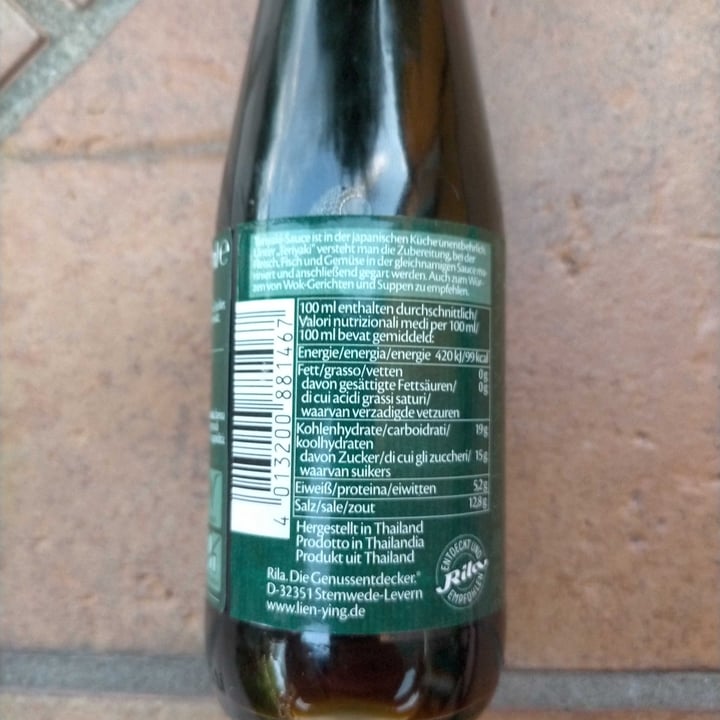 Teriyaki-Sauce ist in der japanischen Küche unentbehrlich.
Unter „Teriyaki" versteht man die Zubereitung, bei der
Fleisch, Fisch und Gemüse in der gleichnamigen Sauce ma-
riniert und anschließend gegart werden. Auch zum Wür-
zen von Wok-Gerichten und Suppen zu empfehlen.
100 ml enthalten durchschnittlich/
Valori nutrizionali medi per 100 ml/
100 ml bevat gemiddeld:
Energie/energia/energie 420 kJ/99 kcal
Fett/grasso/vetten 0 g
davon gesättigte Fettsäuren/ 0 g
di cui acidi grassi saturi/
waarvan verzadigde vetzuren
Kohlenhydrate/carboidrati/ 19 g
koolhydraten
davon Zucker/di cui gli zuccheri/ 15 g
waarvan suikers
Eiweiß/proteina/eiwitten 5,2 g
Salz/sale/zout 12,8 g
4 013200 881467
Hergestellt in Thailand
Prodotto in Thailandia
Produkt uit Thailand
Rila. Die Genussentdecker.®
D-32351 Stemwede-Levern
www.lien-ying.de
ENTDECKT UND
Rila
EMPFOHLEN